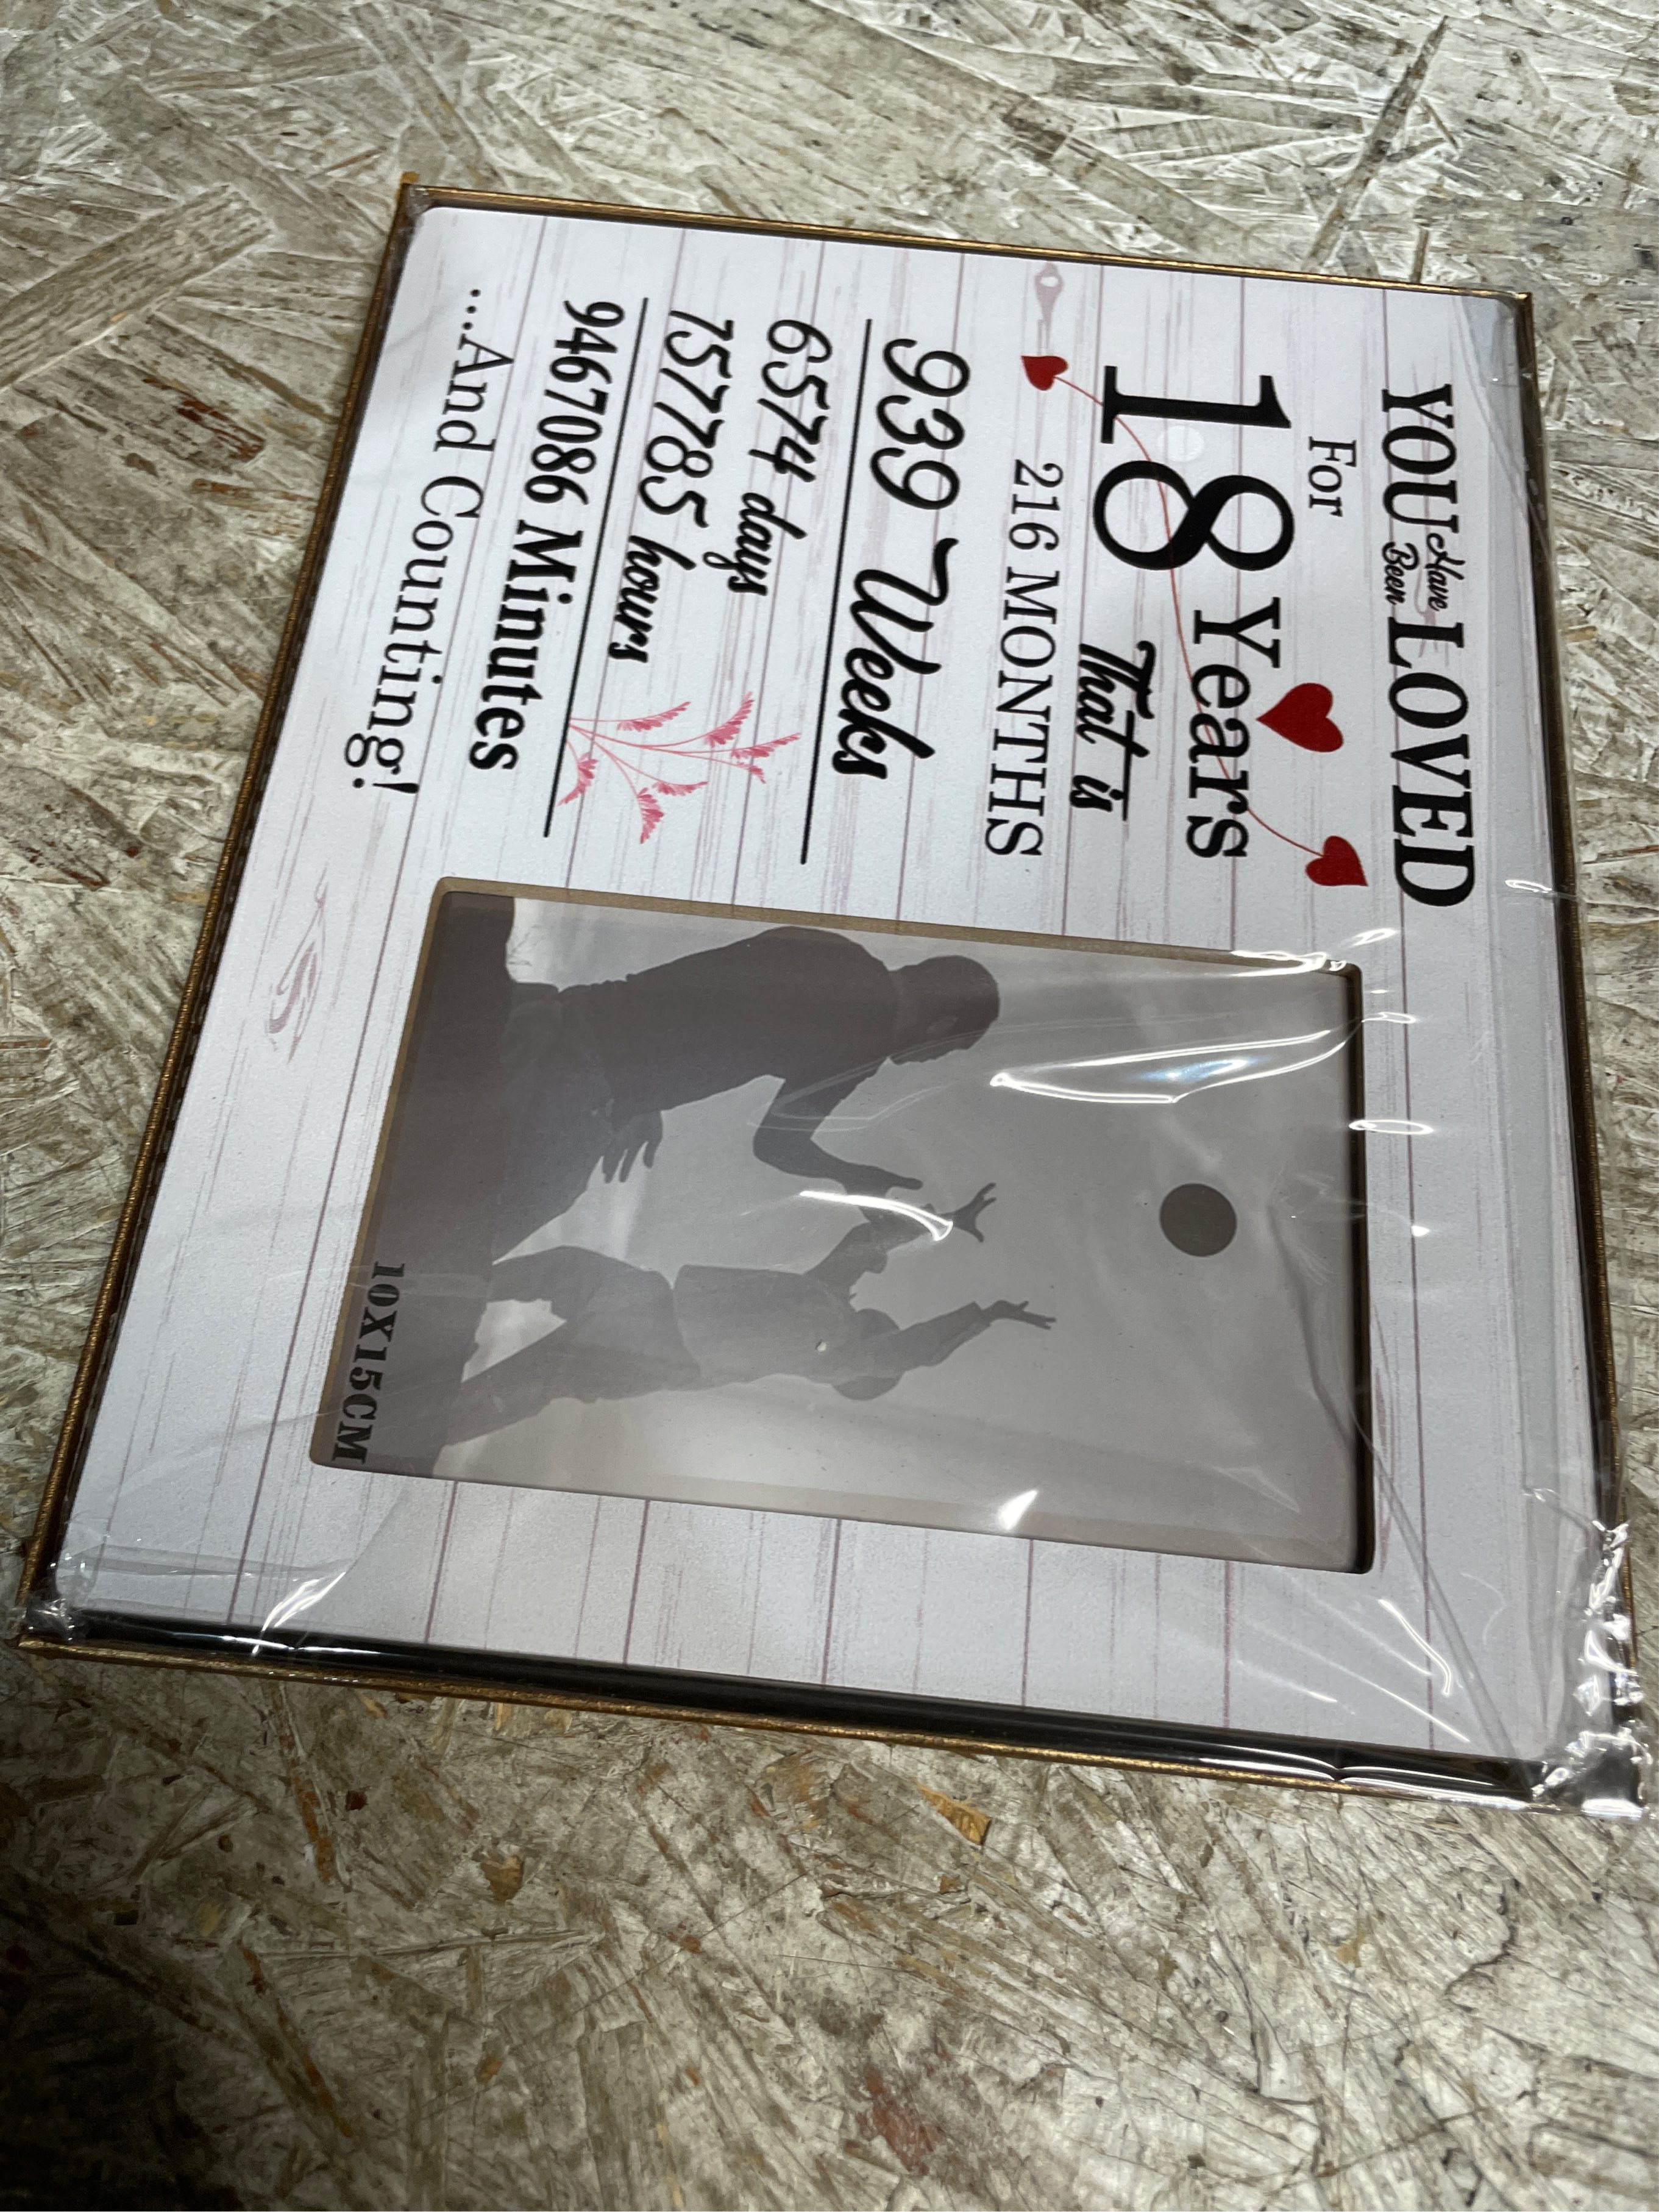 YOU Have Been LOVED
For
18 Years
That is
216 MONTHS
939 Weeks
6574 days
157785 hours
9467086 Minutes
...And Counting!
10X15CM